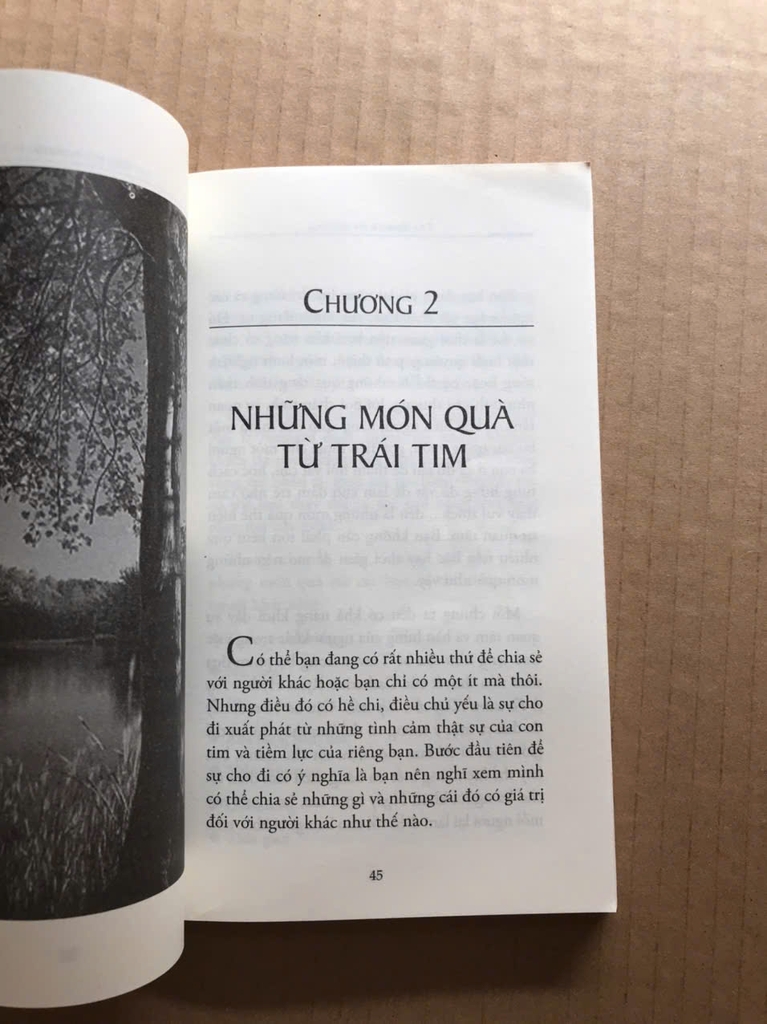 CHƯƠNG 2
NHỮNG MÓN QUÀ
TỪ TRÁI TIM
Có thể bạn đang có rất nhiều thứ để chia sẻ
với người khác hoặc bạn chỉ có một ít mà thôi.
Nhưng điều đó có hề chi, điều chủ yếu là sự cho
đi xuất phát từ những tình cảm thật sự của con
tim và tiềm lực của riêng bạn. Bước đầu tiên để
sự cho đi có ý nghĩa là bạn nên nghĩ xem mình
có thể chia sẻ những gì và những cái đó có giá trị
đối với người khác như thế nào.
45